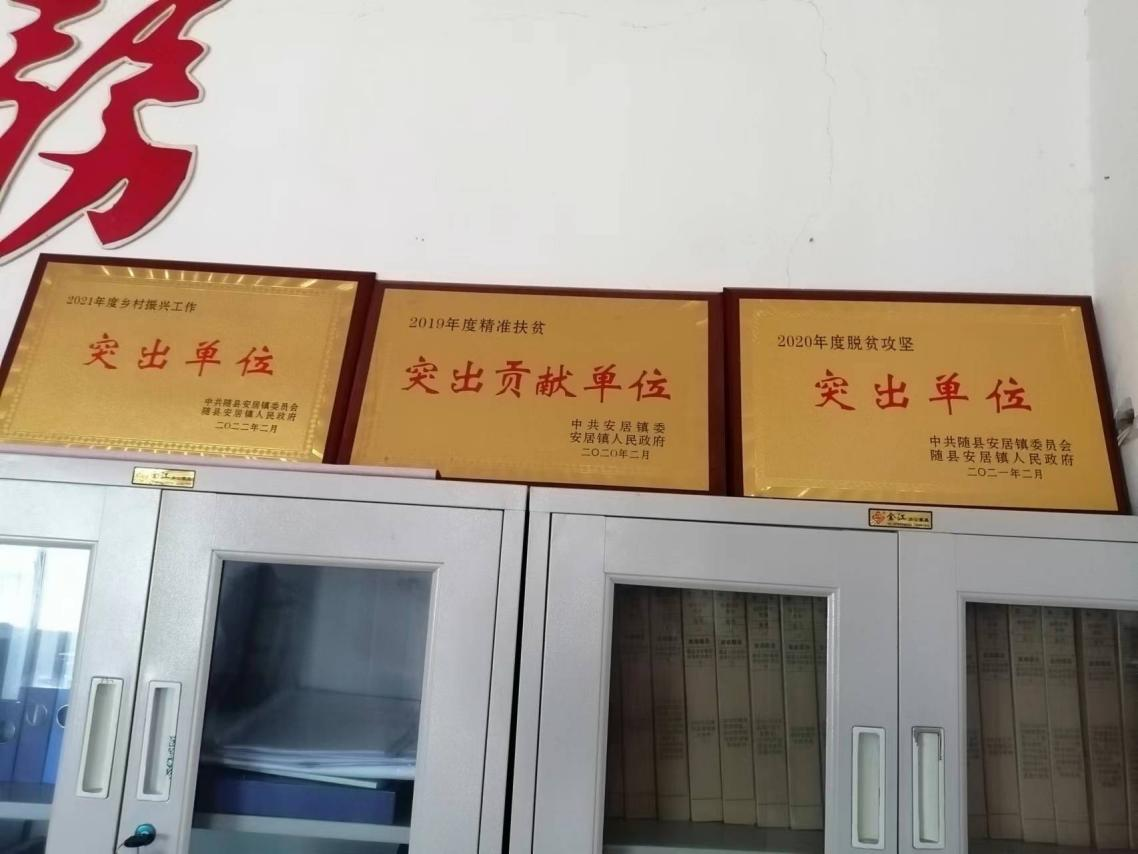 务
2021年度乡村振兴工作
突出单位
中共随县安居镇委员会
随县安居镇人民政府
二〇二二年二月
2019年度精准扶贫
突出贡献单位
中共安居镇委
安居镇人民政府
二〇二〇年二月
2020年度脱贫攻坚
突出单位
中共随县安居镇委员会
随县安居镇人民政府
二〇二一年二月
金江
金江